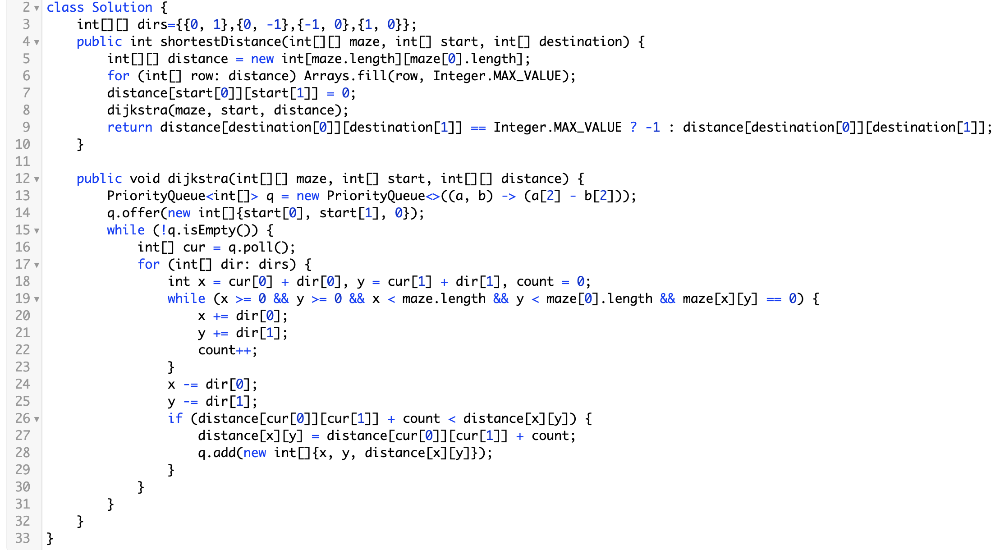 2 class Solution {
3     int[][] dirs={{0, 1},{0, -1},{-1, 0},{1, 0}};
4     public int shortestDistance(int[][] maze, int[] start, int[] destination) {
5         int[][] distance = new int[maze.length][maze[0].length];
6         for (int[] row: distance) Arrays.fill(row, Integer.MAX_VALUE);
7         distance[start[0]][start[1]] = 0;
8         dijkstra(maze, start, distance);
9         return distance[destination[0]][destination[1]] == Integer.MAX_VALUE ? -1 : distance[destination[0]][destination[1]];
10     }
11
12     public void dijkstra(int[][] maze, int[] start, int[][] distance) {
13         PriorityQueue<int[]> q = new PriorityQueue<>((a, b) -> (a[2] - b[2]));
14         q.offer(new int[]{start[0], start[1], 0});
15         while (!q.isEmpty()) {
16             int[] cur = q.poll();
17             for (int[] dir: dirs) {
18                 int x = cur[0] + dir[0], y = cur[1] + dir[1], count = 0;
19                 while (x >= 0 && y >= 0 && x < maze.length && y < maze[0].length && maze[x][y] == 0) {
20                     x += dir[0];
21                     y += dir[1];
22                     count++;
23                 }
24                 x -= dir[0];
25                 y -= dir[1];
26                 if (distance[cur[0]][cur[1]] + count < distance[x][y]) {
27                     distance[x][y] = distance[cur[0]][cur[1]] + count;
28                     q.add(new int[]{x, y, distance[x][y]});
29                 }
30             }
31         }
32     }
33 }